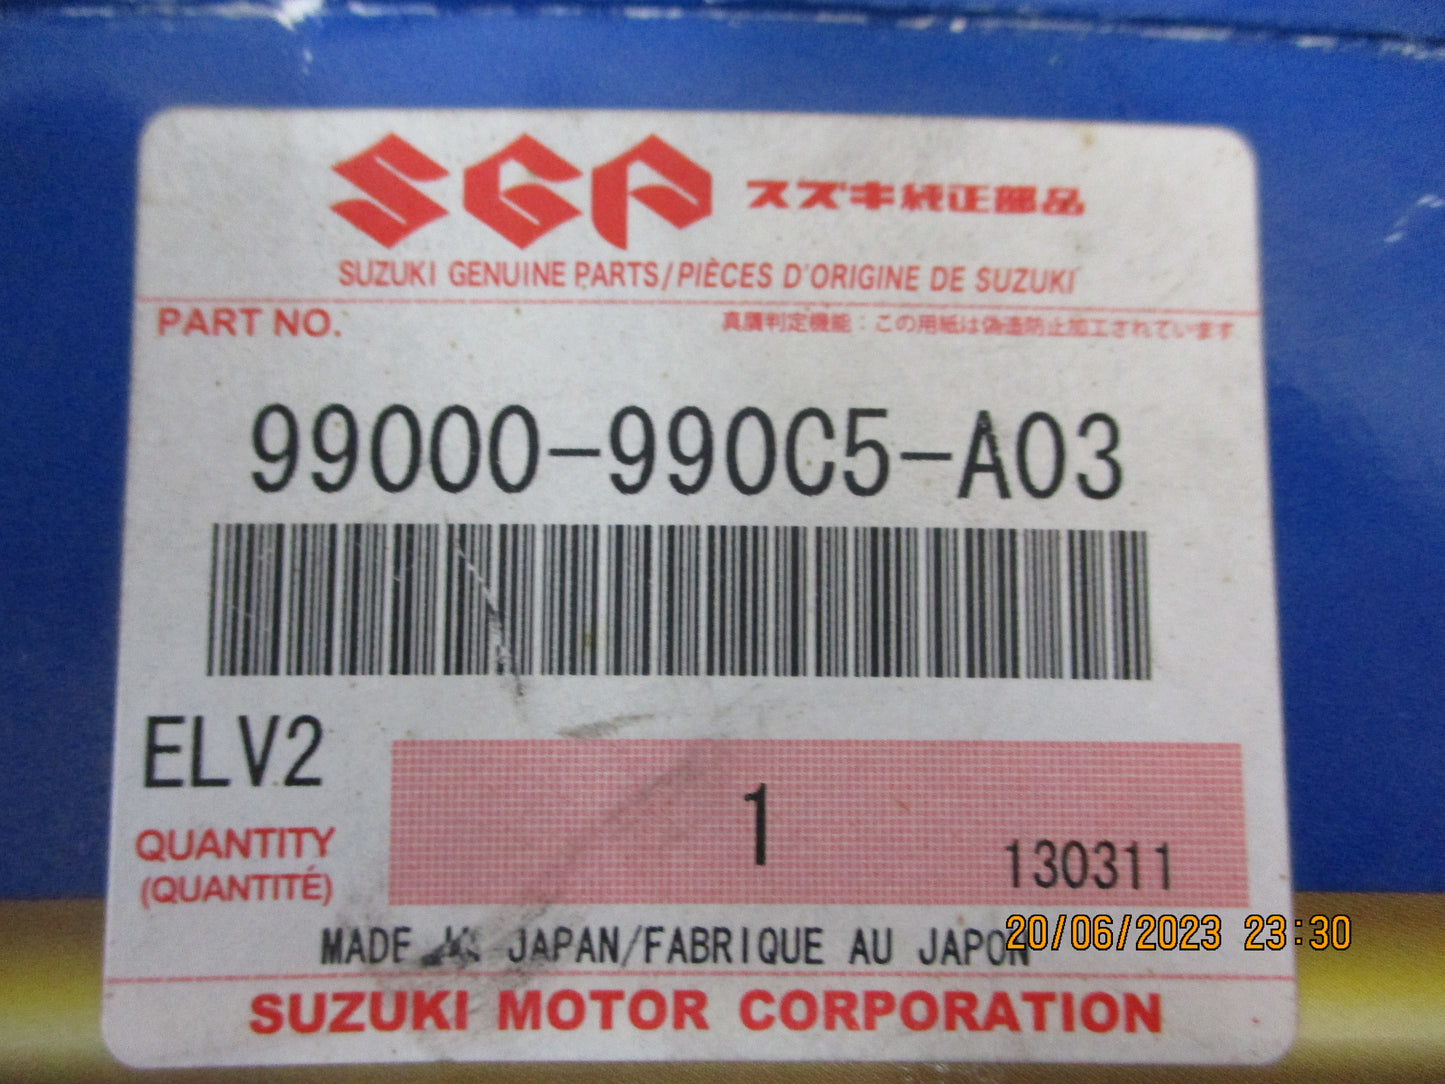 SGP スズキ純正部品
SUZUKI GENUINE PARTS/PIÈCES D'ORIGINE DE SUZUKI
PART NO. 真贋判定機能：この用紙は偽造防止加工されています
99000-990C5-A03
ELV2
1
QUANTITY
(QUANTITÉ)
130311
MADE IN JAPAN/FABRIQUE AU JAPON
20/06/2023 23:30
SUZUKI MOTOR CORPORATION